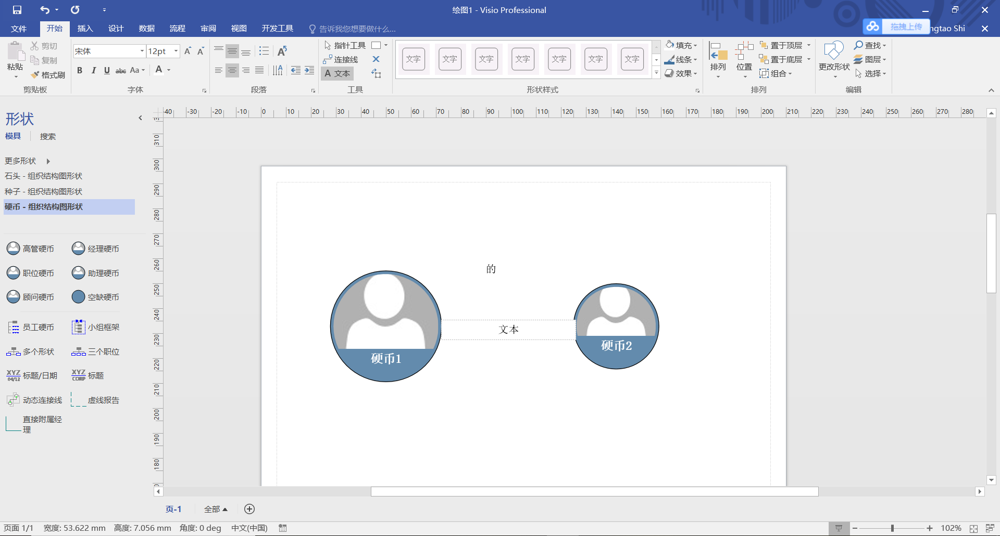 绘图1 - Visio Professional
文件 开始 插入 设计 数据 流程 审阅 视图 开发工具 告诉我您想要做什么... 拖拽上传 ngtao Shi
粘贴 剪切 复制 格式刷 剪贴板
宋体 12pt B I U abc Aa A 字体
段落
指针工具 连接线 A 文本 工具
文字 文字 文字 文字 文字 文字 文字 形状样式
填充 线条 效果
排列 位置 置于顶层 置于底层 组合 排列
更改形状 查找 图层 选择 编辑
形状
模具 搜索
更多形状
石头 - 组织结构图形状
种子 - 组织结构图形状
硬币 - 组织结构图形状
高管硬币 经理硬币
职位硬币 助理硬币
顾问硬币 空缺硬币
员工硬币 小组框架
多个形状 三个职位
XYZ 04/12 标题/日期 XYZ CORP 标题
动态连接线 虚线报告
直接附属经
理
-40 -30 -20 -10 0 10 20 30 40 50 60 70 80 90 100 110 120 130 140 150 160 170 180 190 200 210 220 230 240 250 260 270 280
310
300
290
280
270
260
250
240
230
220
210
200
190
180
的
文本
硬币1
硬币2
页-1 全部
页面 1/1 宽度: 53.622 mm 高度: 7.056 mm 角度: 0 deg 中文(中国) 102%